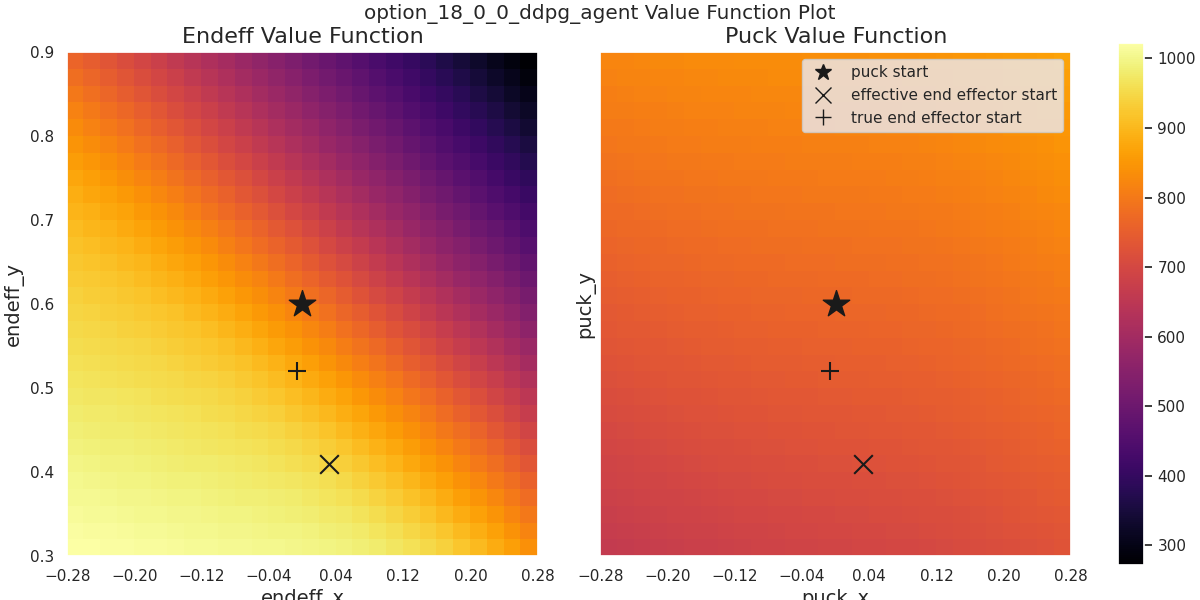 option_18_0_0_ddpg_agent Value Function Plot
Endeff Value Function
Puck Value Function
puck start
effective end effector start
true end effector start
endeff_y
0.9
0.8
0.7
0.6
0.5
0.4
0.3
−0.28 −0.20 −0.12 −0.04 0.04 0.12 0.20 0.28
endeff_x
puck_y
−0.28 −0.20 −0.12 −0.04 0.04 0.12 0.20 0.28
puck_x
1000
900
800
700
600
500
400
300